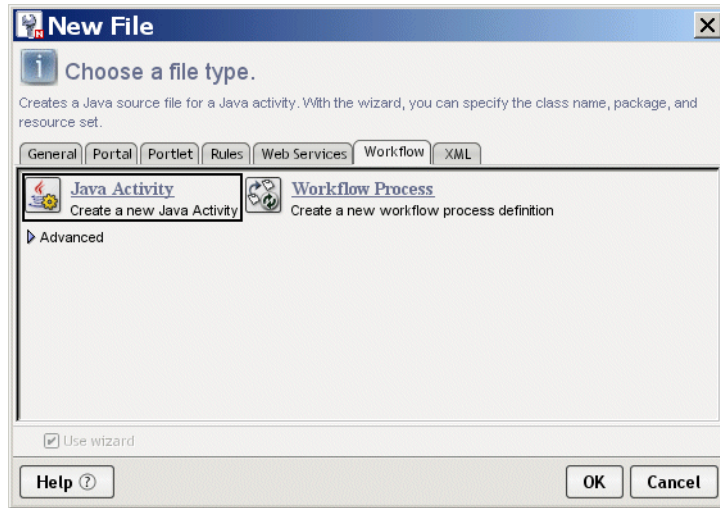 New File
Choose a file type.
Creates a Java source file for a Java activity. With the wizard, you can specify the class name, package, and
resource set.
General Portal Portlet Rules Web Services Workflow XML
Java Activity Workflow Process
Create a new Java Activity Create a new workflow process definition
Advanced
Use wizard
Help OK Cancel